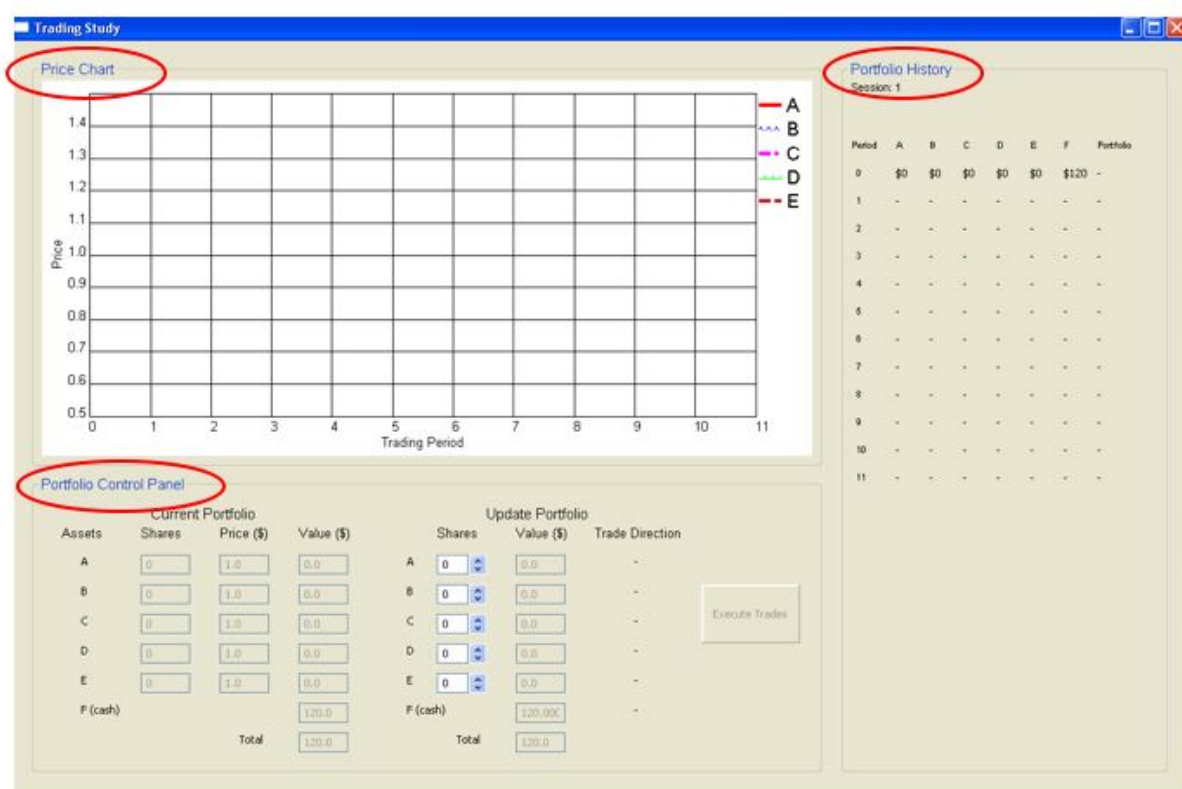 Trading Study
Price Chart
A
B
C
D
E
1.4
1.3
1.2
1.1
1.0
0.9
0.8
0.7
0.6
0.5
Price
0 1 2 3 4 5 6 7 8 9 10 11
Trading Period
Portfolio History
Session: 1
Period A B C D E F Portfolio
0 $0 $0 $0 $0 $0 $120 -
1 - - - - - - -
2 - - - - - - -
3 - - - - - - -
4 - - - - - - -
5 - - - - - - -
6 - - - - - - -
7 - - - - - - -
8 - - - - - - -
9 - - - - - - -
10 - - - - - - -
11 - - - - - - -
Portfolio Control Panel
Current Portfolio Update Portfolio
Assets Shares Price ($) Value ($) Shares Value ($) Trade Direction
A 0 1.0 0.0 A 0 0.0 -
B 0 1.0 0.0 B 0 0.0 -
C 0 1.0 0.0 C 0 0.0 -
D 0 1.0 0.0 D 0 0.0 -
E 0 1.0 0.0 E 0 0.0 -
F (cash) 120.0 F (cash) 120.00C -
Total 120.0 Total 120.0
Execute Trades